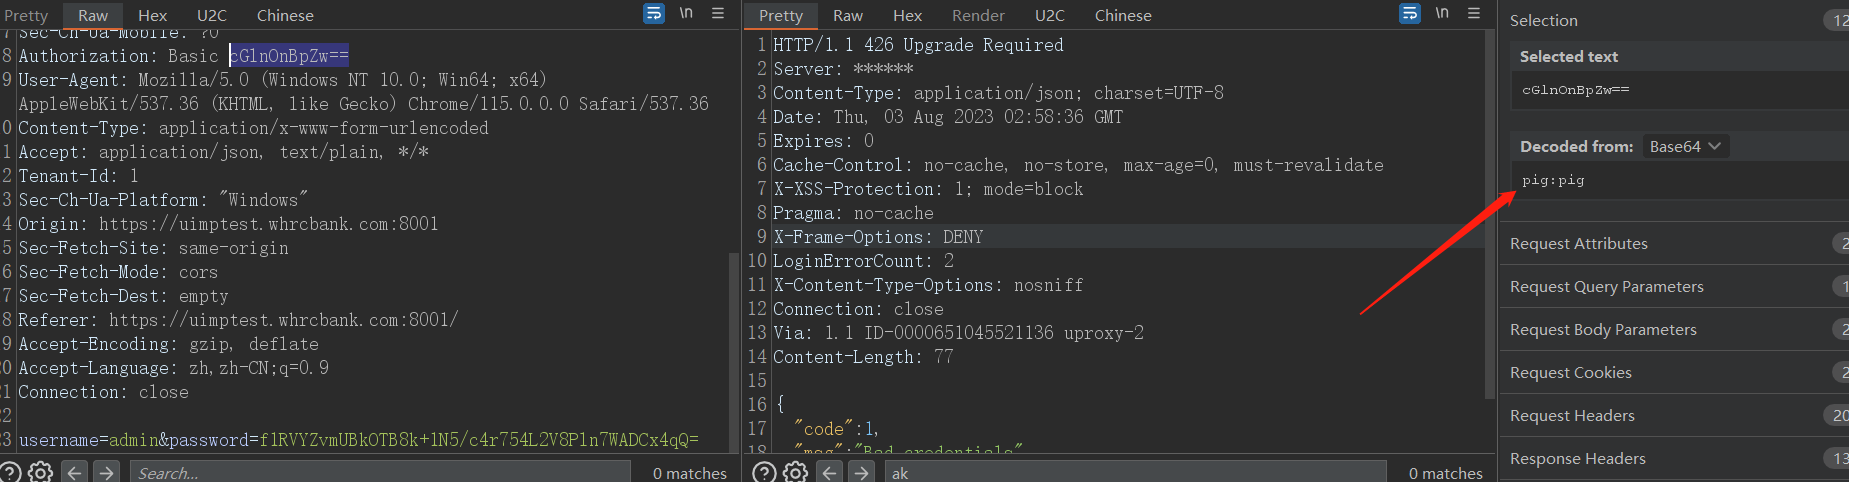 Pretty Raw Hex U2C Chinese \n
7 Sec-Ch-Ua-Mobile: ?0
8 Authorization: Basic cGlnOnBpZw==
9 User-Agent: Mozilla/5.0 (Windows NT 10.0; Win64; x64)
AppleWebKit/537.36 (KHTML, like Gecko) Chrome/115.0.0.0 Safari/537.36
0 Content-Type: application/x-www-form-urlencoded
1 Accept: application/json, text/plain, */*
2 Tenant-Id: 1
3 Sec-Ch-Ua-Platform: "Windows"
4 Origin: https://uimptest.whrcbank.com:8001
5 Sec-Fetch-Site: same-origin
6 Sec-Fetch-Mode: cors
7 Sec-Fetch-Dest: empty
8 Referer: https://uimptest.whrcbank.com:8001/
9 Accept-Encoding: gzip, deflate
20 Accept-Language: zh,zh-CN;q=0.9
21 Connection: close
22
23 username=admin&password=f1RVYZvmUBkOTB8k+1N5/c4r754L2V8Pln7WADCx4qQ=
Search... 0 matches
Pretty Raw Hex Render U2C Chinese \n
1 HTTP/1.1 426 Upgrade Required
2 Server: ******
3 Content-Type: application/json; charset=UTF-8
4 Date: Thu, 03 Aug 2023 02:58:36 GMT
5 Expires: 0
6 Cache-Control: no-cache, no-store, max-age=0, must-revalidate
7 X-XSS-Protection: 1; mode=block
8 Pragma: no-cache
9 X-Frame-Options: DENY
10 LoginErrorCount: 2
11 X-Content-Type-Options: nosniff
12 Connection: close
13 Via: 1.1 ID-0000651045521136 uproxy-2
14 Content-Length: 77
15
16 {
17 "code":1,
18 "msg":"Bad credentials"
ak 0 matches
Selection 12
Selected text
cGlnOnBpZw==
Decoded from: Base64
pig:pig
Request Attributes 2
Request Query Parameters 1
Request Body Parameters 2
Request Cookies 2
Request Headers 20
Response Headers 13